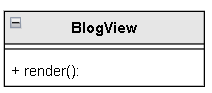 BlogView
+ render():